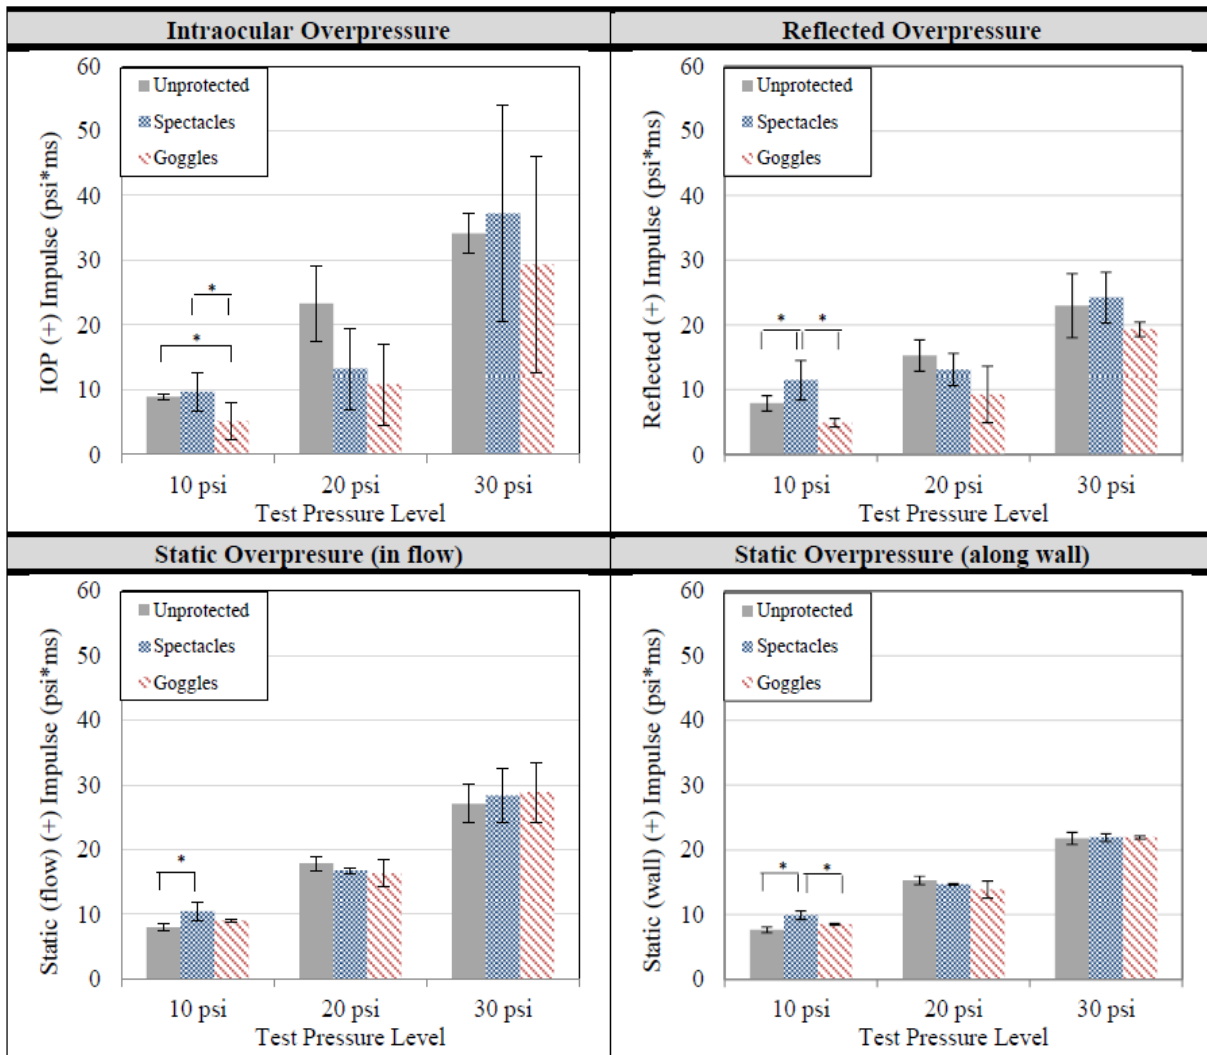 Intraocular Overpressure
IOP (+) Impulse (psi*ms)
60
50
40
30
20
10
0
Unprotected
Spectacles
Goggles
*
*
10 psi 20 psi 30 psi
Test Pressure Level
Reflected Overpressure
Reflected (+) Impulse (psi*ms)
60
50
40
30
20
10
0
Unprotected
Spectacles
Goggles
* *
10 psi 20 psi 30 psi
Test Pressure Level
Static Overpresure (in flow)
Static (flow) (+) Impulse (psi*ms)
60
50
40
30
20
10
0
Unprotected
Spectacles
Goggles
*
10 psi 20 psi 30 psi
Test Pressure Level
Static Overpressure (along wall)
Static (wall) (+) Impulse (psi*ms)
60
50
40
30
20
10
0
Unprotected
Spectacles
Goggles
* *
10 psi 20 psi 30 psi
Test Pressure Level